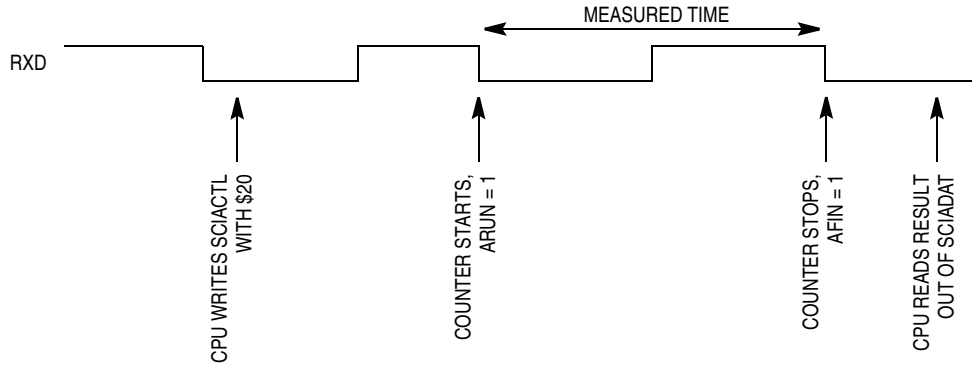 MEASURED TIME
RXD
CPU WRITES SCIACTL
WITH $20
COUNTER STARTS,
ARUN = 1
COUNTER STOPS,
AFIN = 1
CPU READS RESULT
OUT OF SCIADAT